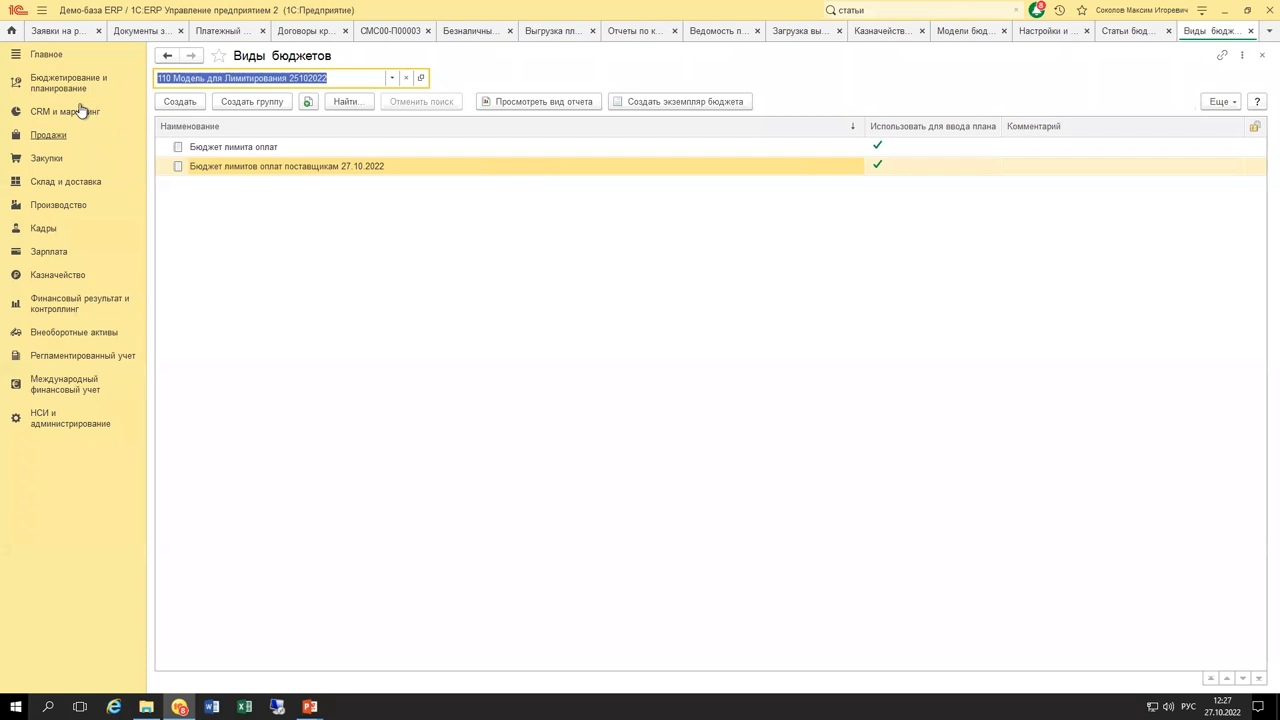 Демо-база ERP / 1С:ERP Управление предприятием 2 (1С:Предприятие)
статьи
8
Соколов Максим Игоревич
Заявки на р...
Документы з...
Платежный ...
Договоры кр...
СМС00-П00003
Безналичны...
Выгрузка пл...
Отчеты по к...
Ведомость п...
Загрузка вы...
Казначейств...
Модели бюд...
Настройки и ...
Статьи бюд...
Виды бюдж...
Главное
Бюджетирование и
планирование
CRM и маркетинг
Продажи
Закупки
Склад и доставка
Производство
Кадры
Зарплата
Казначейство
Финансовый результат и
контроллинг
Внеоборотные активы
Регламентированный учет
Международный
финансовый учет
НСИ и
администрирование
Виды бюджетов
110 Модель для Лимитирования 25102022
Создать
Создать группу
Найти...
Отменить поиск
Просмотреть вид отчета
Создать экземпляр бюджета
Еще
?
Наименование
Использовать для ввода плана
Комментарий
Бюджет лимита оплат
Бюджет лимитов оплат поставщикам 27.10.2022
РУС
12:27
27.10.2022